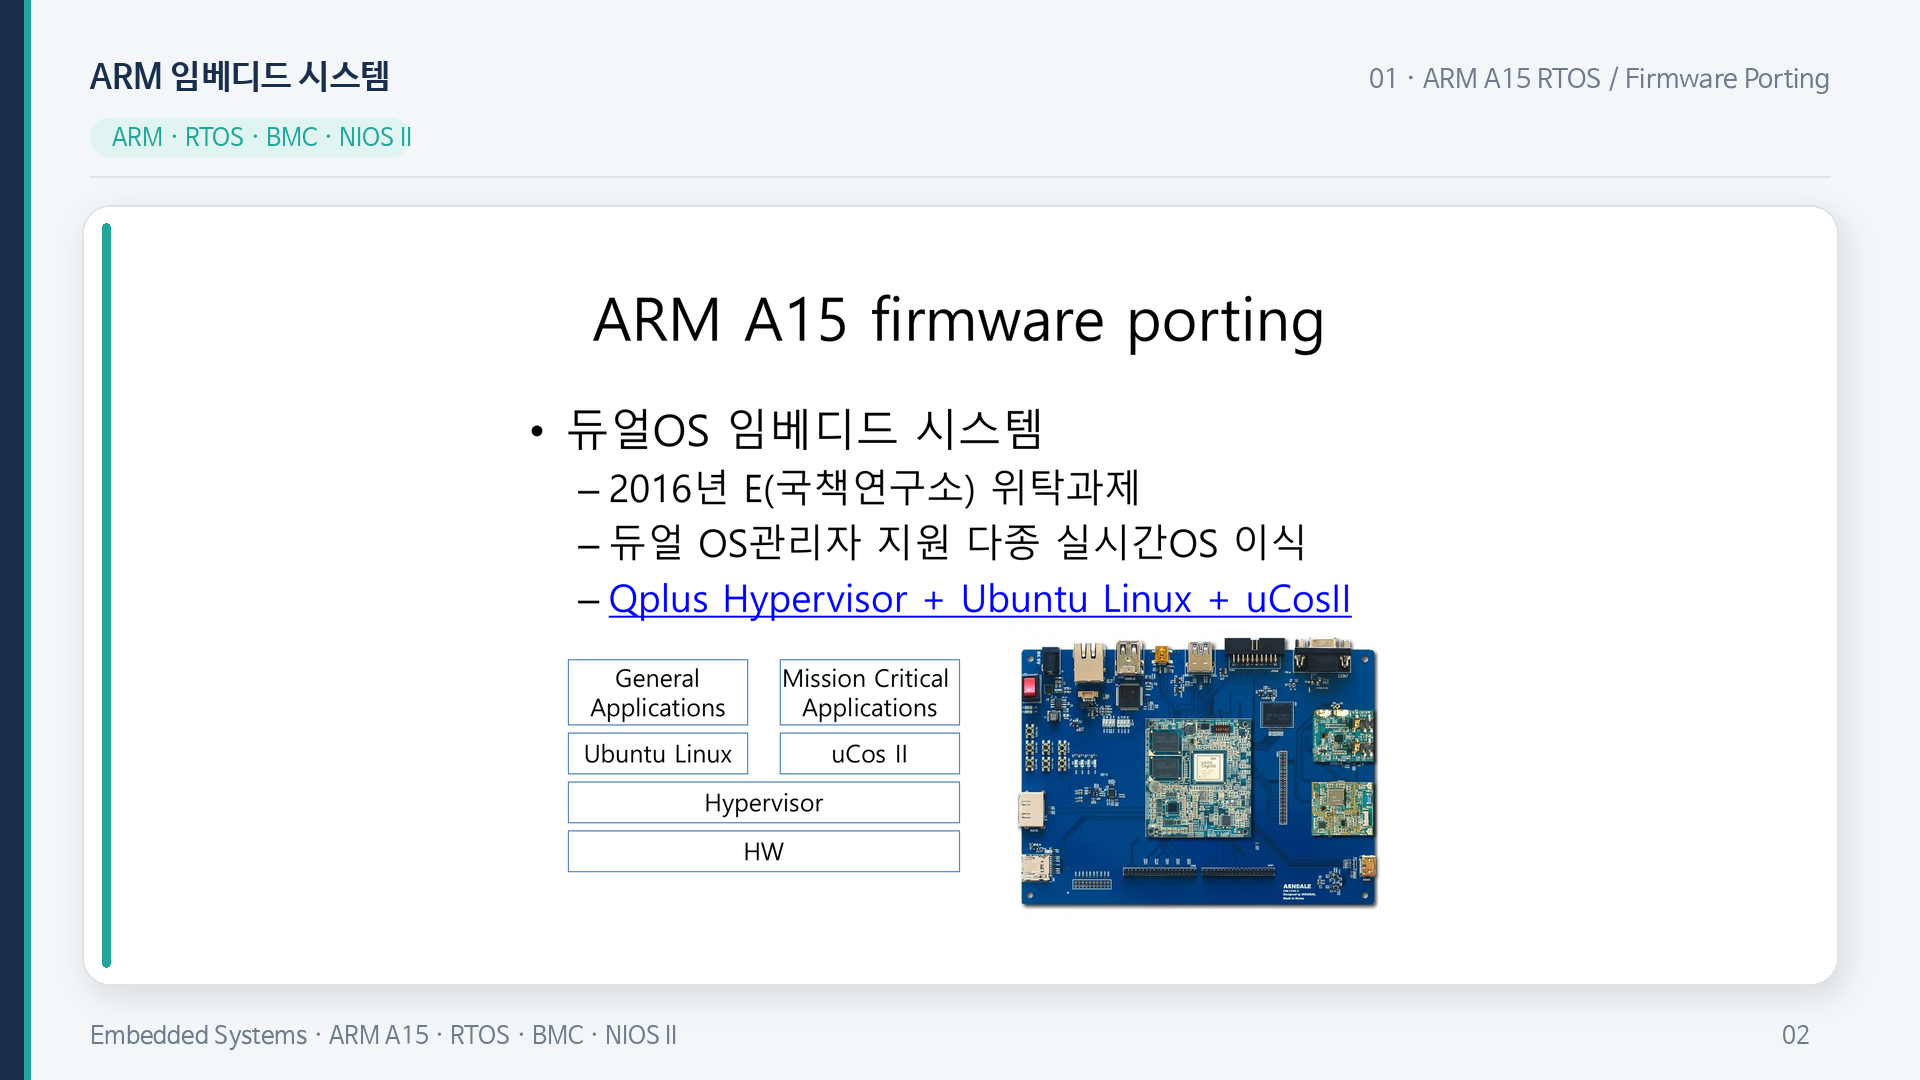 ARM 임베디드 시스템
01 · ARM A15 RTOS / Firmware Porting
ARM · RTOS · BMC · NIOS II
ARM A15 firmware porting
• 듀얼OS 임베디드 시스템
– 2016년 E(국책연구소) 위탁과제
– 듀얼 OS관리자 지원 다종 실시간OS 이식
– Qplus Hypervisor + Ubuntu Linux + uCosII
General
Applications
Mission Critical
Applications
Ubuntu Linux
uCos II
Hypervisor
HW
ARNDALE
Embedded Systems · ARM A15 · RTOS · BMC · NIOS II
02